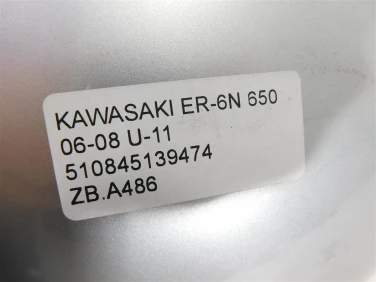 KAWASAKI ER-6N 650
06-08 U-11
510845139474
ZB.A486